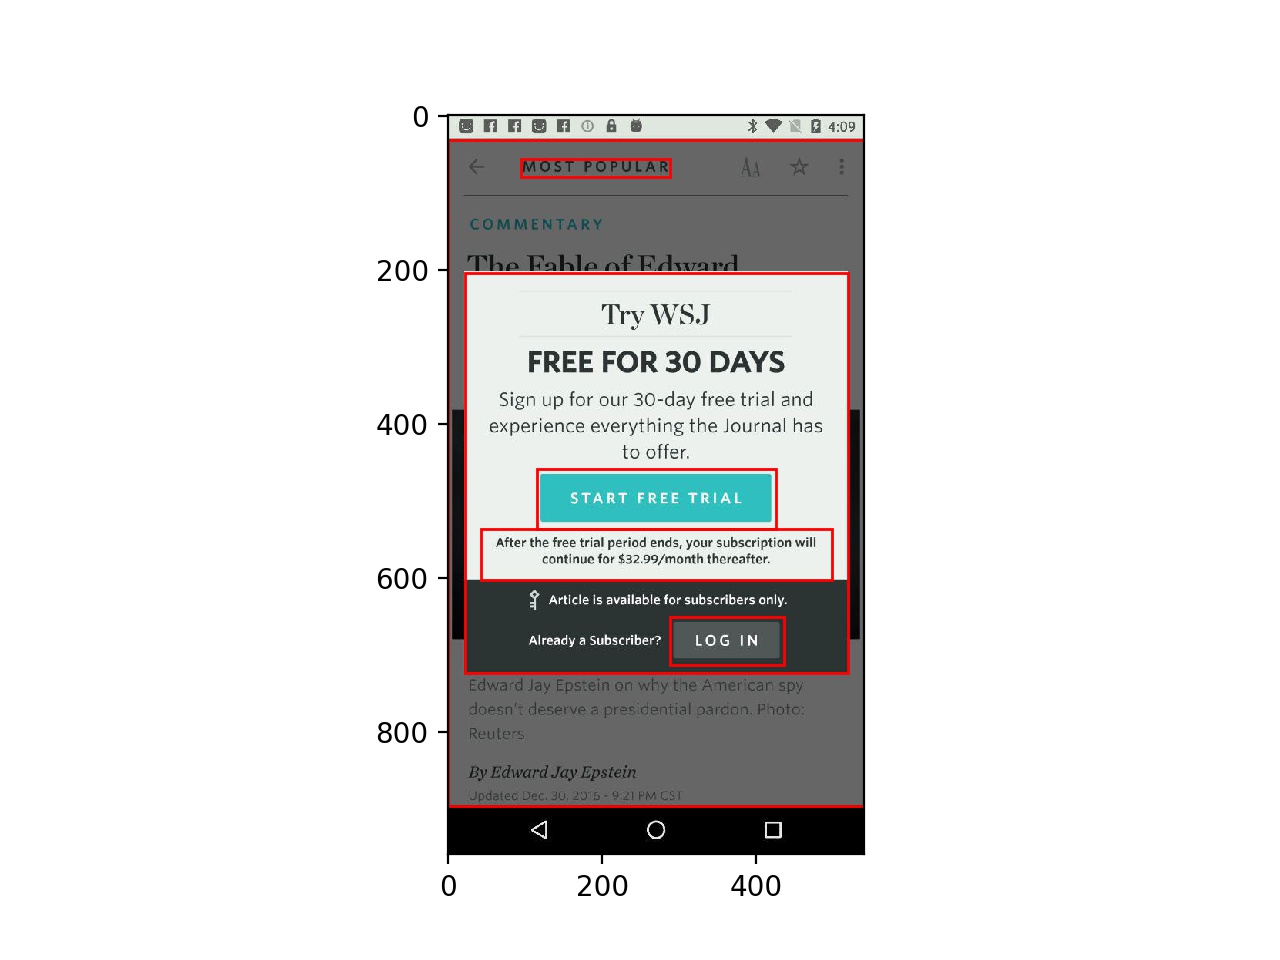 0
4:09
MOST POPULAR AA
COMMENTARY
The Fable of Edward
200
Try WSJ
FREE FOR 30 DAYS
Sign up for our 30-day free trial and
experience everything the Journal has
to offer.
400
START FREE TRIAL
After the free trial period ends, your subscription will
continue for $32.99/month thereafter.
600
Article is available for subscribers only.
Already a Subscriber? LOG IN
Edward Jay Epstein on why the American spy
doesn't deserve a presidential pardon. Photo:
Reuters
800
By Edward Jay Epstein
Updated Dec. 30, 2016 - 9:21 PM CST
0 200 400